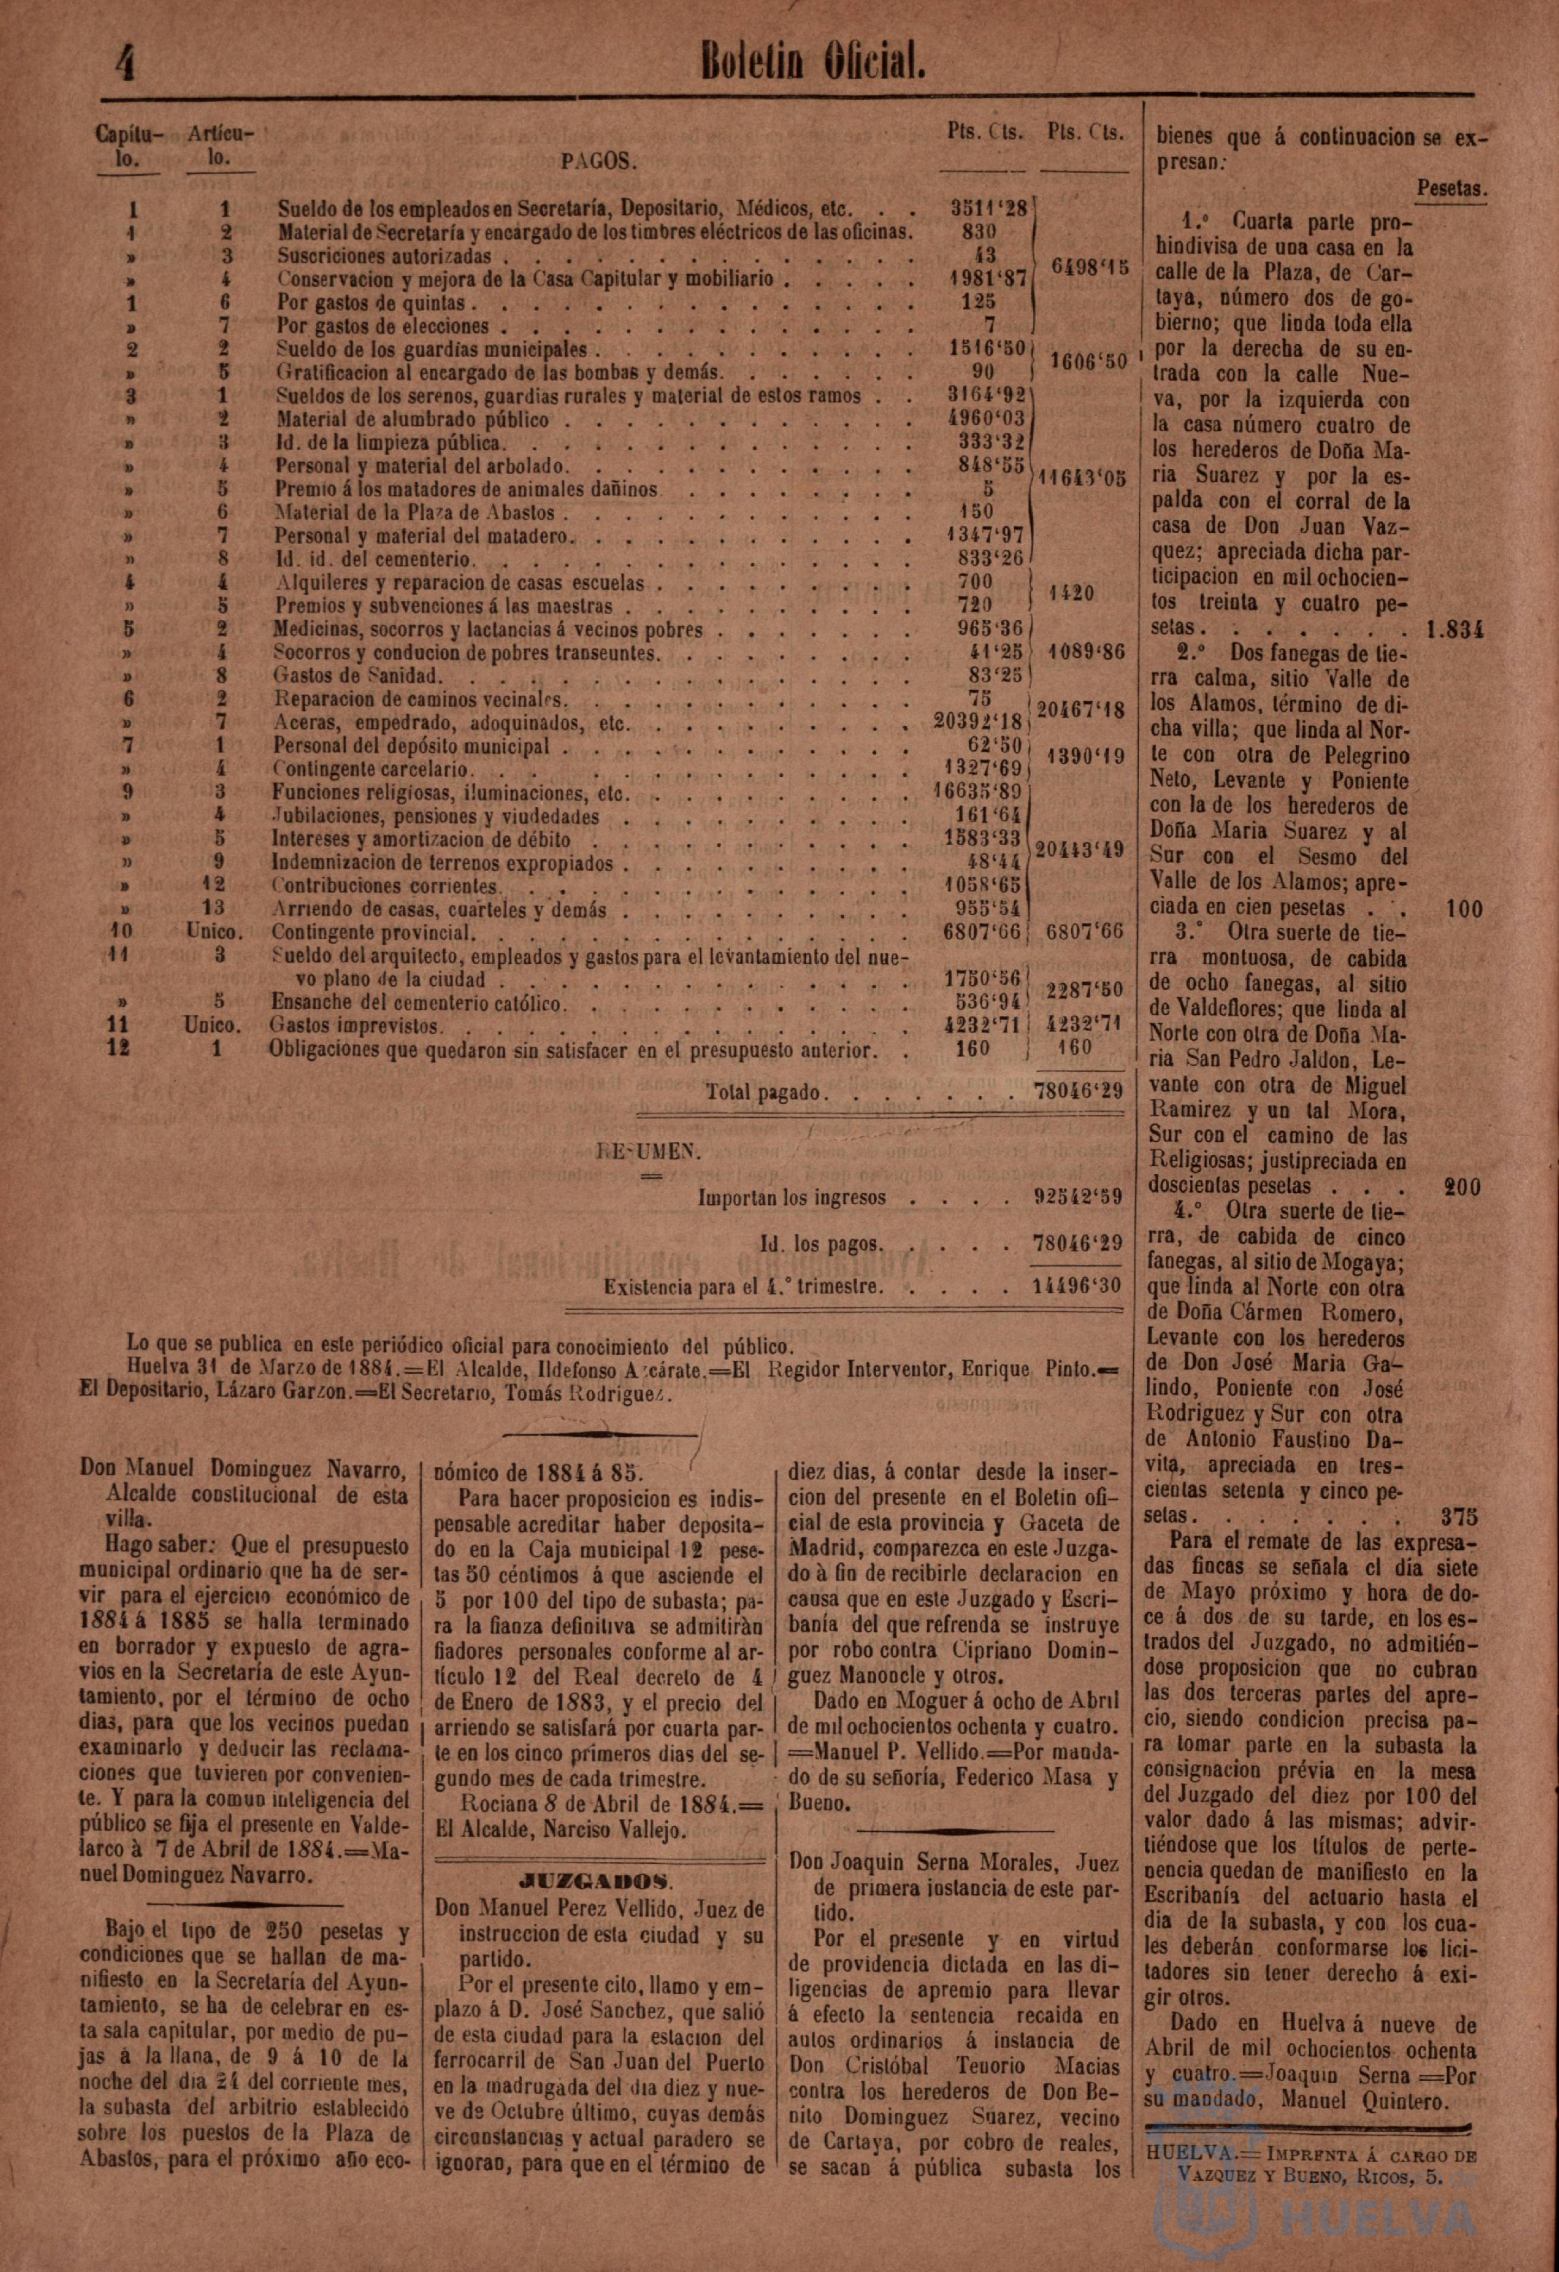 4
Boletin Oficial.
Capítu- Artícu- Pts. Cts. Pts. Cts.
lo. lo. PAGOS.
1 1 Sueldo de los empleados en Secretaría, Depositario, Médicos, etc. . . 3511‘28
1 2 Material de Secretaría y encargado de los timbres eléctricos de las oficinas. 830
» 3 Suscriciones autorizadas . . . 43
6498‘15
» 4 Conservacion y mejora de la Casa Capitular y mobiliario . . . 1981‘87
1 6 Por gastos de quintas . . . 125
» 7 Por gastos de elecciones . . . 7
2 2 Sueldo de los guardias municipales . . . 1516‘50
1606‘50
» 5 Gratificacion al encargado de las bombas y demás. . . . 90
3 1 Sueldos de los serenos, guardias rurales y material de estos ramos . . 3164‘92
» 2 Material de alumbrado público . . . 4960‘03
» 3 Id. de la limpieza pública. . . . 333‘32
» 4 Personal y material del arbolado. . . . 848‘55
11643‘05
» 5 Premio á los matadores de animales dañinos . . . 5
» 6 Material de la Plaza de Abastos . . . 150
» 7 Personal y material del matadero. . . . 1347‘97
» 8 Id. id. del cementerio. . . . 833‘26
4 4 Alquileres y reparacion de casas escuelas . . . 700
1420
» 5 Premios y subvenciones á las maestras . . . 720
5 2 Medicinas, socorros y lactancias á vecinos pobres . . . 965‘36
» 4 Socorros y conducion de pobres transeuntes. . . . 41‘25 1089‘86
» 8 Gastos de Sanidad. . . . 83‘25
6 2 Reparacion de caminos vecinales. . . . 75
20467‘18
» 7 Aceras, empedrado, adoquinados, etc. . . . 20392‘18
7 1 Personal del depósito municipal . . . 62‘50
1390‘19
» 4 Contingente carcelario. . . . 1327‘69
9 3 Funciones religiosas, iluminaciones, etc. . . . 16635‘89
» 4 Jubilaciones, pensiones y viudedades . . . 161‘64
» 5 Intereses y amortizacion de débito . . . 1583‘33
20443‘49
» 9 Indemnizacion de terrenos expropiados . . . 48‘44
» 12 Contribuciones corrientes. . . . 1058‘65
» 13 Arriendo de casas, cuarteles y demás . . . 955‘54
10 Unico. Contingente provincial. . . . 6807‘66 6807‘66
11 3 Sueldo del arquitecto, empleados y gastos para el levantamiento del nue-
vo plano de la ciudad . . . 1750‘56
2287‘50
» 5 Ensanche del cementerio católico. . . . 536‘94
11 Unico. Gastos imprevistos. . . . 4232‘71 4232‘71
12 1 Obligaciones que quedaron sin satisfacer en el presupuesto anterior. . 160 160
Total pagado. . . . 78046‘29
RESUMEN.
Importan los ingresos . . . . 92542‘59
Id. los pagos. . . . . 78046‘29
Existencia para el 4.° trimestre. . . . . 14496‘30
Lo que se publica en este periódico oficial para conocimiento del público.
Huelva 31 de Marzo de 1884.=El Alcalde, Ildefonso Azcárate.=El Regidor Interventor, Enrique Pinto.=
El Depositario, Lázaro Garzon.=El Secretario, Tomás Rodriguez.
Don Manuel Dominguez Navarro,
Alcalde constitucional de esta
villa.
Hago saber: Que el presupuesto
municipal ordinario que ha de ser-
vir para el ejercicio económico de
1884 á 1885 se halla terminado
en borrador y expuesto de agra-
vios en la Secretaría de este Ayun-
tamiento, por el término de ocho
dias, para que los vecinos puedan
examinarlo y deducir las reclama-
ciones que tuvieren por convenien-
te. Y para la comun inteligencia del
público se fija el presente en Valde-
larco à 7 de Abril de 1884.=Ma-
nuel Dominguez Navarro.
Bajo el tipo de 250 pesetas y
condiciones que se hallan de ma-
nifiesto en la Secretaría del Ayun-
tamiento, se ha de celebrar en es-
ta sala capitular, por medio de pu-
jas á la llana, de 9 á 10 de la
noche del dia 24 del corriente mes,
la subasta del arbitrio establecido
sobre los puestos de la Plaza de
Abastos, para el próximo año eco-
nómico de 1884 á 85.
Para hacer proposicion es indis-
pensable acreditar haber deposita-
do en la Caja municipal 12 pese-
tas 50 céntimos á que asciende el
5 por 100 del tipo de subasta; pa-
ra la fianza definitiva se admitiràn
fiadores personales conforme al ar-
tículo 12 del Real decreto de 4
de Enero de 1883, y el precio del
arriendo se satisfará por cuarta par-
te en los cinco primeros dias del se-
gundo mes de cada trimestre.
Rociana 8 de Abril de 1884.=
El Alcalde, Narciso Vallejo.
JUZGADOS.
Don Manuel Perez Vellido, Juez de
instruccion de esta ciudad y su
partido.
Por el presente cito, llamo y em-
plazo á D. José Sanchez, que salió
de esta ciudad para la estacion del
ferrocarril de San Juan del Puerto
en la madrugada del dia diez y nue-
ve de Octubre último, cuyas demás
circunstancias y actual paradero se
ignoran, para que en el término de
diez dias, á contar desde la inser-
cion del presente en el Boletin ofi-
cial de esta provincia y Gaceta de
Madrid, comparezca en este Juzga-
do à fin de recibirle declaracion en
causa que en este Juzgado y Escri-
banía del que refrenda se instruye
por robo contra Cipriano Domin-
guez Manoncle y otros.
Dado en Moguer á ocho de Abril
de mil ochocientos ochenta y cuatro.
=Manuel P. Vellido.=Por manda-
do de su señoría, Federico Masa y
Bueno.
Don Joaquin Serna Morales, Juez
de primera instancia de este par-
tido.
Por el presente y en virtud
de providencia dictada en las di-
ligencias de apremio para llevar
á efecto la sentencia recaida en
autos ordinarios á instancia de
Don Cristóbal Tenorio Macias
contra los herederos de Don Be-
nito Dominguez Suarez, vecino
de Cartaya, por cobro de reales,
se sacan á pública subasta los
bienes que á continuacion se ex-
presan:
Pesetas.
1.° Cuarta parte pro-
hindivisa de una casa en la
calle de la Plaza, de Car-
taya, número dos de go-
bierno; que linda toda ella
por la derecha de su en-
trada con la calle Nue-
va, por la izquierda con
la casa número cuatro de
los herederos de Doña Ma-
ria Suarez y por la es-
palda con el corral de la
casa de Don Juan Vaz-
quez; apreciada dicha par-
ticipacion en mil ochocien-
tos treinta y cuatro pe-
setas . . . . . . . 1.834
2.° Dos fanegas de tie-
rra calma, sitio Valle de
los Alamos, término de di-
cha villa; que linda al Nor-
te con otra de Pelegrino
Neto, Levante y Poniente
con la de los herederos de
Doña Maria Suarez y al
Sur con el Sesmo del
Valle de los Alamos; apre-
ciada en cien pesetas . . 100
3.° Otra suerte de tie-
rra montuosa, de cabida
de ocho fanegas, al sitio
de Valdeflores; que linda al
Norte con otra de Doña Ma-
ria San Pedro Jaldon, Le-
vante con otra de Miguel
Ramirez y un tal Mora,
Sur con el camino de las
Religiosas; justipreciada en
doscientas pesetas . . . 200
4.° Otra suerte de tie-
rra, de cabida de cinco
fanegas, al sitio de Mogaya;
que linda al Norte con otra
de Doña Cármen Romero,
Levante con los herederos
de Don José Maria Ga-
lindo, Poniente con José
Rodriguez y Sur con otra
de Antonio Faustino Da-
vita, apreciada en tres-
cientas setenta y cinco pe-
setas. . . . . . . 375
Para el remate de las expresa-
das fincas se señala el dia siete
de Mayo próximo y hora de do-
ce á dos de su tarde, en los es-
trados del Juzgado, no admitién-
dose proposicion que no cubran
las dos terceras partes del apre-
cio, siendo condicion precisa pa-
ra tomar parte en la subasta la
consignacion prévia en la mesa
del Juzgado del diez por 100 del
valor dado á las mismas; advir-
tiéndose que los títulos de perte-
nencia quedan de manifiesto en la
Escribanía del actuario hasta el
dia de la subasta, y con los cua-
les deberán conformarse los lici-
tadores sin tener derecho á exi-
gir otros.
Dado en Huelva á nueve de
Abril de mil ochocientos ochenta
y cuatro.=Joaquin Serna =Por
su mandado, Manuel Quintero.
HUELVA.=IMPRENTA Á CARGO DE
VAZQUEZ Y BUENO, RICOS, 5.
HUELVA